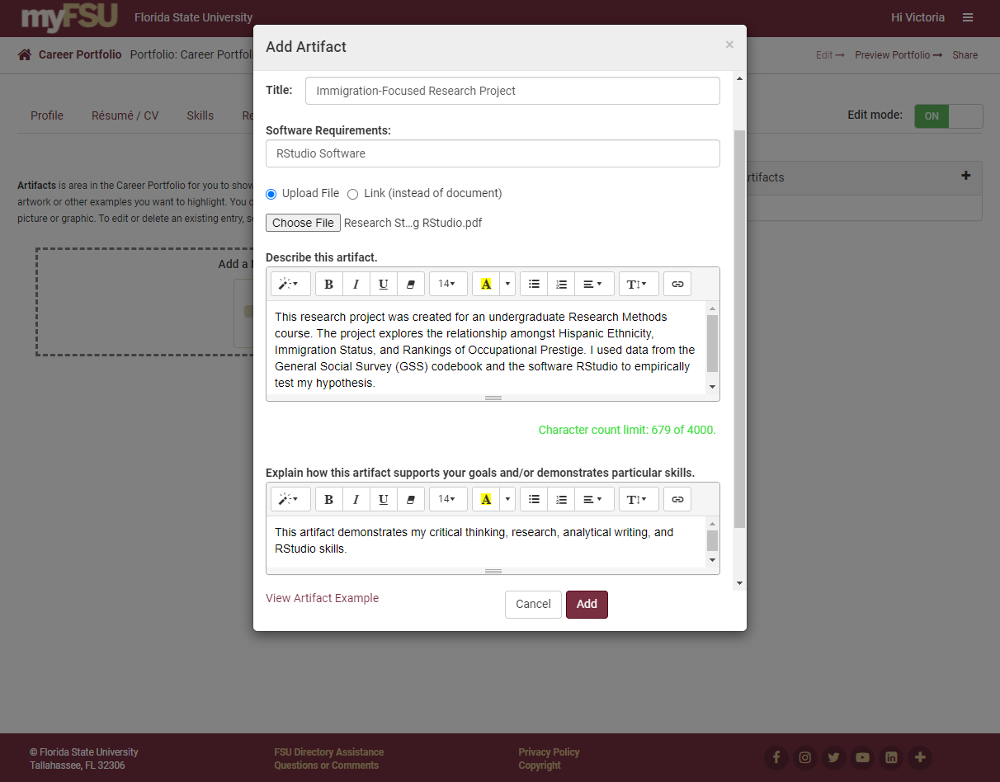 myFSU Florida State University Hi Victoria
Career Portfolio Portfolio: Career Portfol Edit Preview Portfolio Share
Add Artifact ×
Title: Immigration-Focused Research Project
Profile Résumé / CV Skills Re Edit mode: ON
Software Requirements:
RStudio Software
Artifacts is area in the Career Portfolio for you to show
artwork or other examples you want to highlight. You c
picture or graphic. To edit or delete an existing entry, s
rtifacts
Upload File Link (instead of document)
Choose File Research St...g RStudio.pdf
Add a
Describe this artifact.
B I U 14 A T
This research project was created for an undergraduate Research Methods
course. The project explores the relationship amongst Hispanic Ethnicity,
Immigration Status, and Rankings of Occupational Prestige. I used data from the
General Social Survey (GSS) codebook and the software RStudio to empirically
test my hypothesis.
Character count limit: 679 of 4000.
Explain how this artifact supports your goals and/or demonstrates particular skills.
B I U 14 A T
This artifact demonstrates my critical thinking, research, analytical writing, and
RStudio skills.
View Artifact Example Cancel Add
© Florida State University FSU Directory Assistance Privacy Policy
Tallahassee, FL 32306 Questions or Comments Copyright